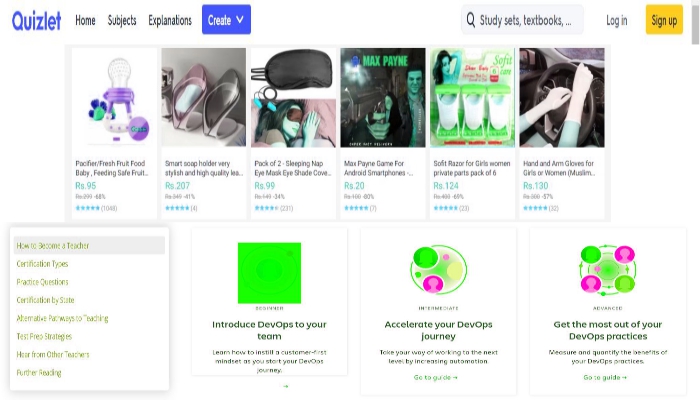 Quizlet
Home Subjects Explanations Create Study sets, textbooks, ... Log in Sign up
MAX PAYNE
Sofit
care
Pacifier/Fresh Fruit Food
Baby , Feeding Safe Fruit...
Rs.95
Rs.299 -68%
(1048)
Smart soap holder very
stylish and high quality lea...
Rs.207
Rs.349 -41%
(4)
Pack of 2 - Sleeping Nap
Eye Mask Eye Shade Cove...
Rs.99
Rs.149 -34%
(231)
Max Payne Game For
Android Smartphones -...
Rs.20
Rs.100 -80%
(7)
Sofit Razor for Girls women
private parts pack of 6
Rs.124
Rs.400 -69%
(23)
Hand and Arm Gloves for
Girls or Women (Muslim...
Rs.130
Rs.300 -57%
(32)
How to Become a Teacher
Certification Types
Practice Questions
Certification by State
Alternative Pathways to Teaching
Test Prep Strategies
Hear from Other Teachers
Further Reading
BEGINNER
Introduce DevOps to your
team
Learn how to instill a customer-first
mindset as you start your DevOps
journey.
→
INTERMEDIATE
Accelerate your DevOps
journey
Take your way of working to the next
level by increasing automation.
Go to guide →
ADVANCED
Get the most out of your
DevOps practices
Measure and quantify the benefits of
your DevOps practices.
Go to guide →